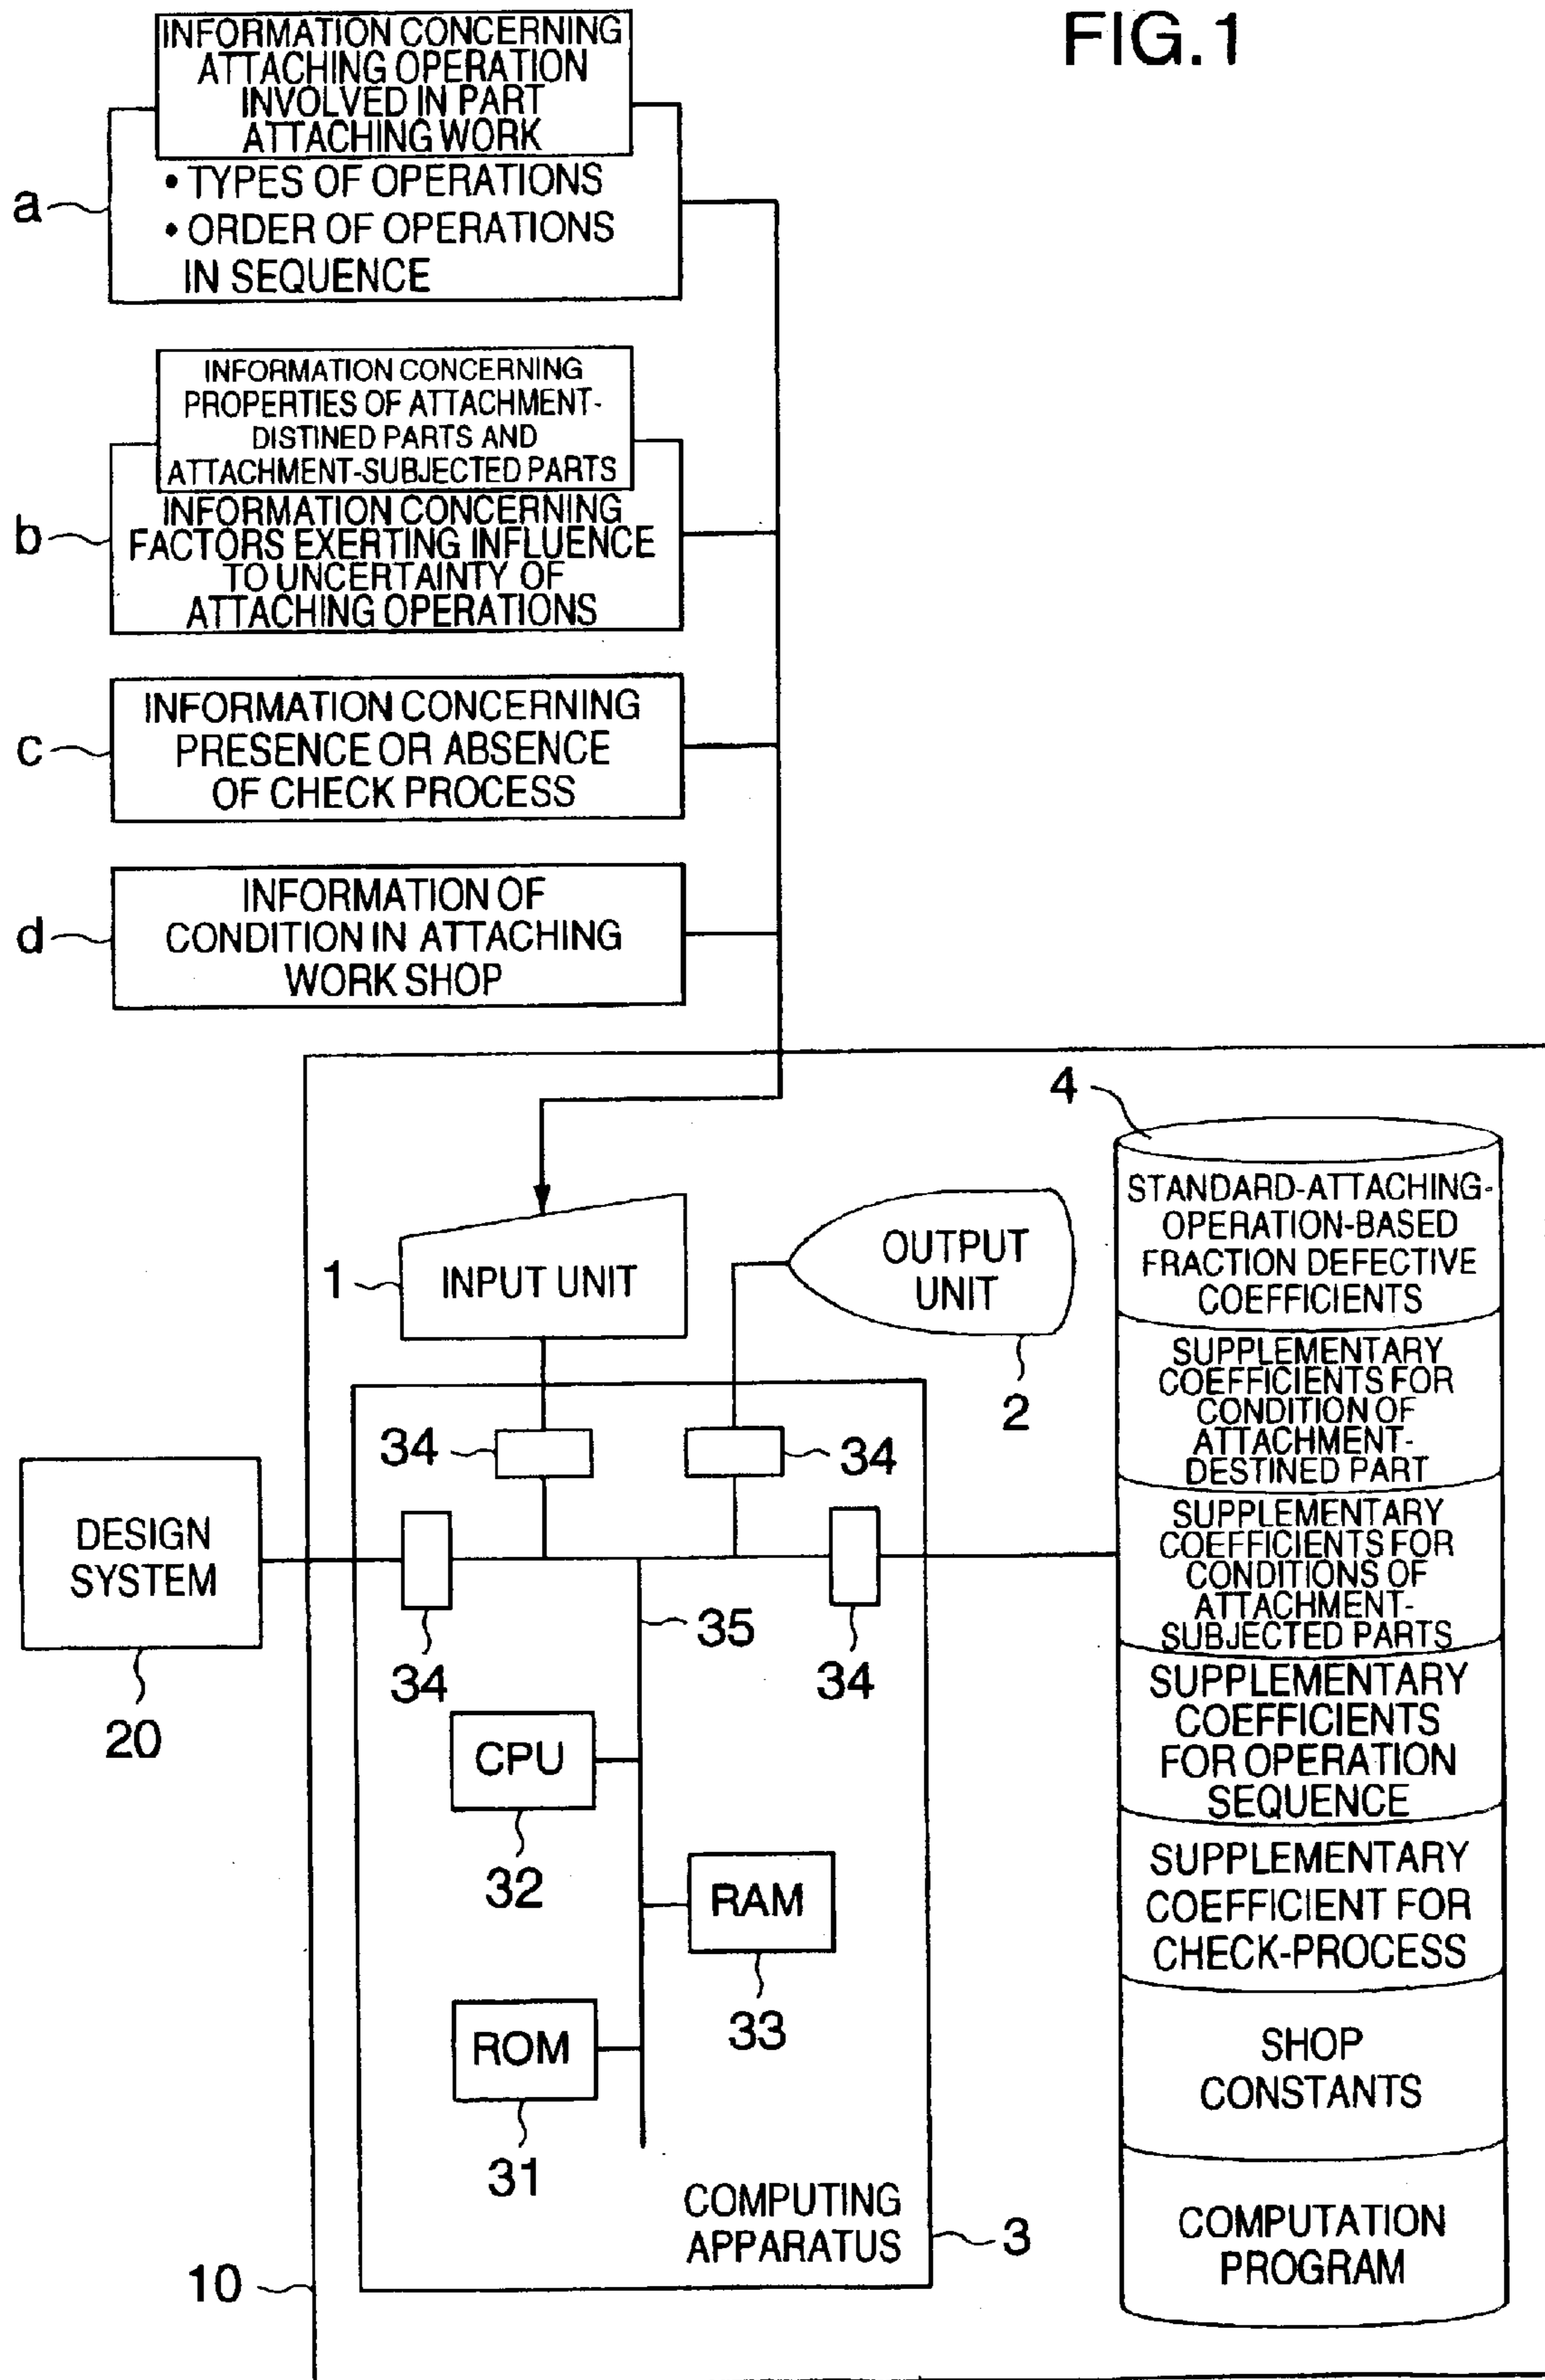 FIG.1
INFORMATION CONCERNING
ATTACHING OPERATION
INVOLVED IN PART
ATTACHING WORK
• TYPES OF OPERATIONS
• ORDER OF OPERATIONS
IN SEQUENCE
a
INFORMATION CONCERNING
PROPERTIES OF ATTACHMENT-
DISTINED PARTS AND
ATTACHMENT-SUBJECTED PARTS
INFORMATION CONCERNING
FACTORS EXERTING INFLUENCE
TO UNCERTAINTY OF
ATTACHING OPERATIONS
b
INFORMATION CONCERNING
PRESENCE OR ABSENCE
OF CHECK PROCESS
c
INFORMATION OF
CONDITION IN ATTACHING
WORK SHOP
d
4
STANDARD-ATTACHING-
OPERATION-BASED
FRACTION DEFECTIVE
COEFFICIENTS
SUPPLEMENTARY
COEFFICIENTS FOR
CONDITION OF
ATTACHMENT-
DESTINED PART
SUPPLEMENTARY
COEFFICIENTS FOR
CONDITIONS OF
ATTACHMENT-
SUBJECTED PARTS
SUPPLEMENTARY
COEFFICIENTS
FOR OPERATION
SEQUENCE
SUPPLEMENTARY
COEFFICIENT FOR
CHECK-PROCESS
SHOP
CONSTANTS
COMPUTATION
PROGRAM
1
INPUT UNIT
OUTPUT
UNIT
2
34
34
DESIGN
SYSTEM
20
34
35
34
CPU
32
RAM
33
ROM
31
COMPUTING
APPARATUS
3
10